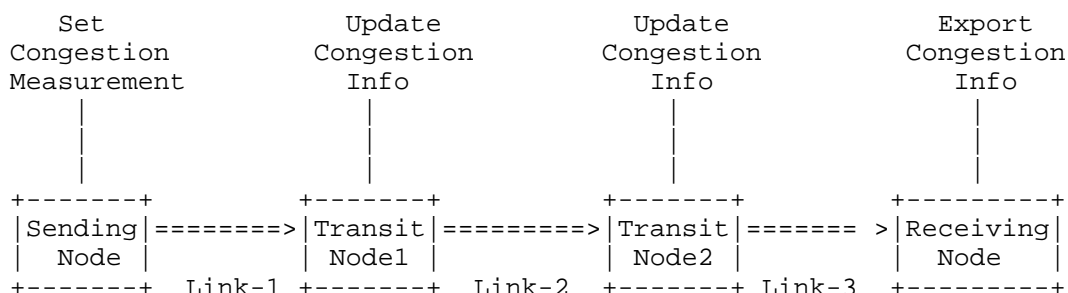 Set                 Update              Update               Export
Congestion          Congestion         Congestion          Congestion
Measurement           Info                Info                 Info
     |                   |                   |                   |
     |                   |                   |                   |
     |                   |                   |                   |
+-------+          +-------+           +-------+          +---------+
|Sending|========>|Transit|=========>|Transit|======= >|Receiving|
|  Node |          | Node1 |           | Node2 |          |  Node   |
+-------+  Link-1 +-------+  Link-2  +-------+ Link-3  +---------+